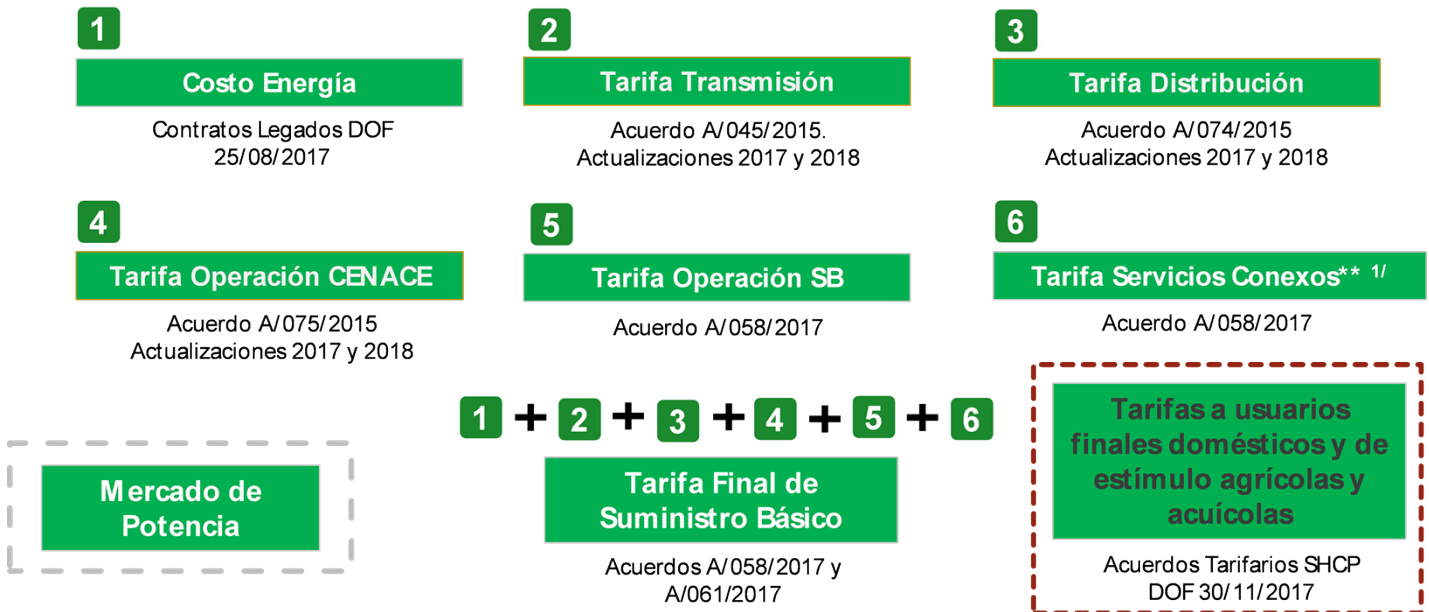 1
Costo Energía
Contratos Legados DOF
25/08/2017
2
Tarifa Transmisión
Acuerdo A/045/2015.
Actualizaciones 2017 y 2018
3
Tarifa Distribución
Acuerdo A/074/2015
Actualizaciones 2017 y 2018
4
Tarifa Operación CENACE
Acuerdo A/075/2015
Actualizaciones 2017 y 2018
5
Tarifa Operación SB
Acuerdo A/058/2017
6
Tarifa Servicios Conexos** 1/
Acuerdo A/058/2017
1 + 2 + 3 + 4 + 5 + 6
Mercado de
Potencia
Tarifa Final de
Suministro Básico
Acuerdos A/058/2017 y
A/061/2017
Tarifas a usuarios
finales domésticos y de
estímulo agrícolas y
acuícolas
Acuerdos Tarifarios SHCP
DOF 30/11/2017